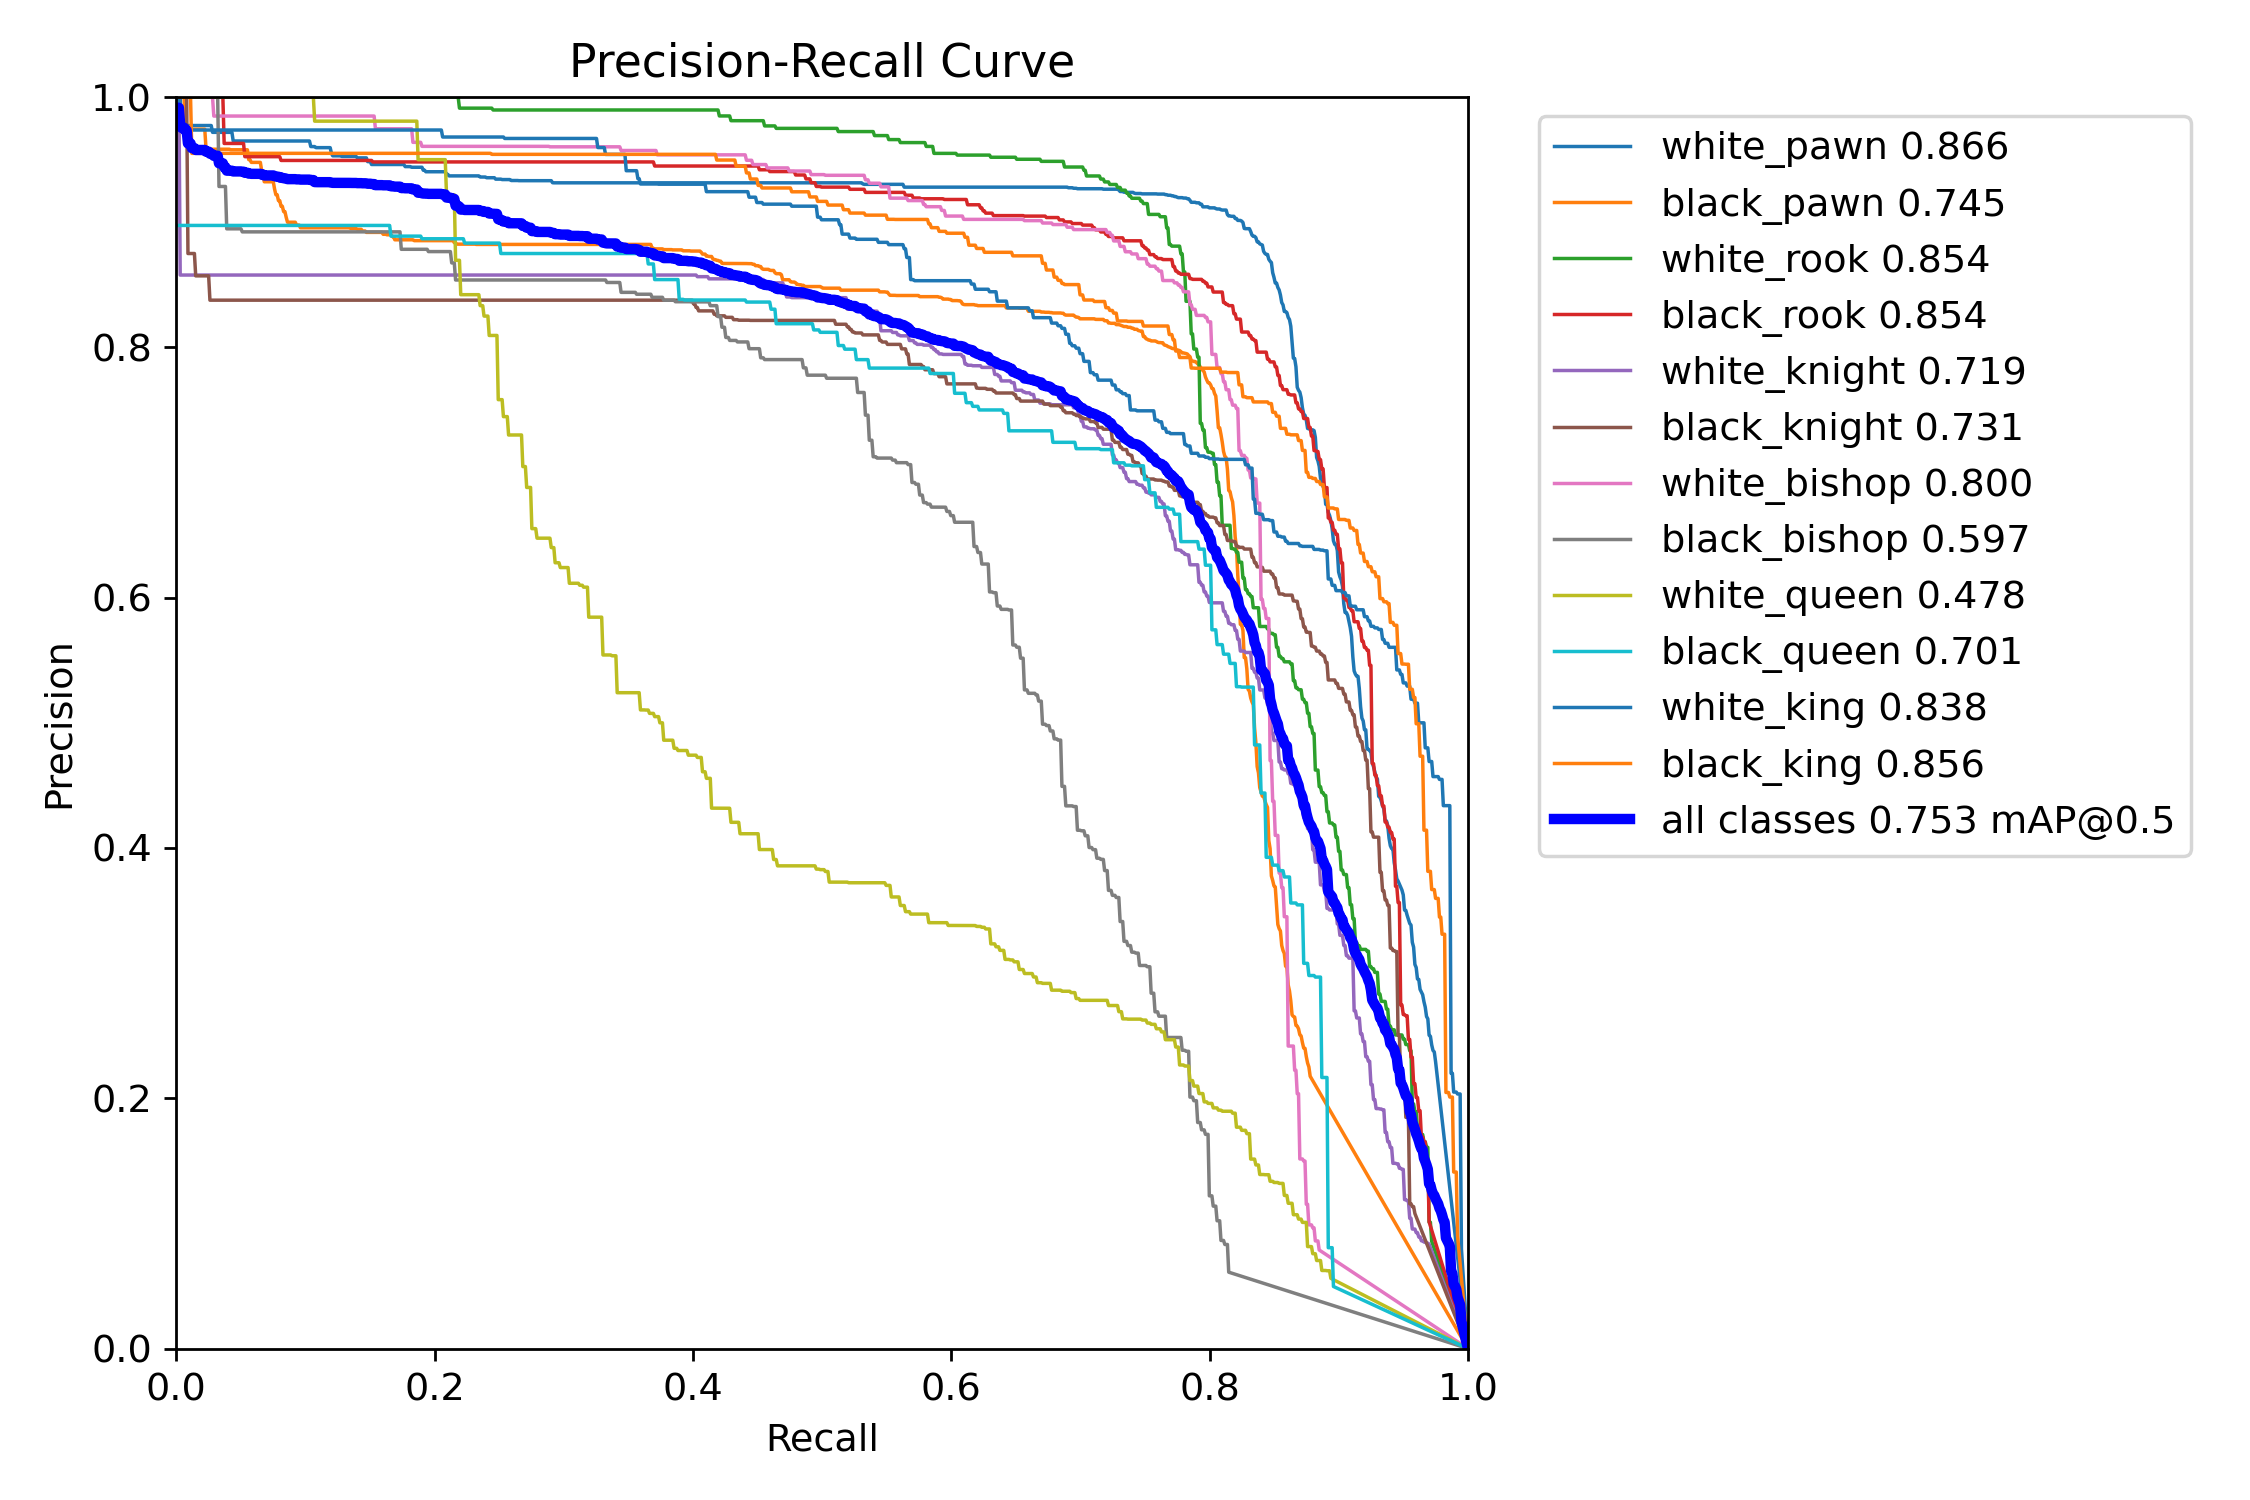 Precision-Recall Curve
1.0
0.8
0.6
0.4
0.2
0.0
Precision
0.0 0.2 0.4 0.6 0.8 1.0
Recall
white_pawn 0.866
black_pawn 0.745
white_rook 0.854
black_rook 0.854
white_knight 0.719
black_knight 0.731
white_bishop 0.800
black_bishop 0.597
white_queen 0.478
black_queen 0.701
white_king 0.838
black_king 0.856
all classes 0.753 mAP@0.5